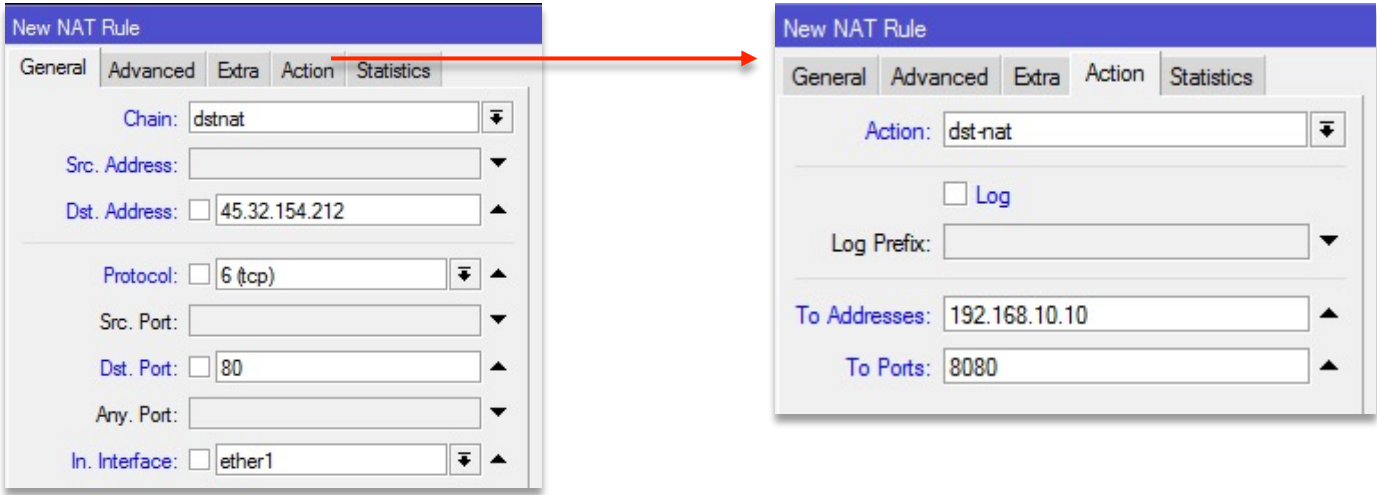 New NAT Rule
General Advanced Extra Action Statistics
Chain: dstnat
Src. Address:
Dst. Address: 45.32.154.212
Protocol: 6 (tcp)
Src. Port:
Dst. Port: 80
Any. Port:
In. Interface: ether1
New NAT Rule
General Advanced Extra Action Statistics
Action: dst-nat
Log
Log Prefix:
To Addresses: 192.168.10.10
To Ports: 8080